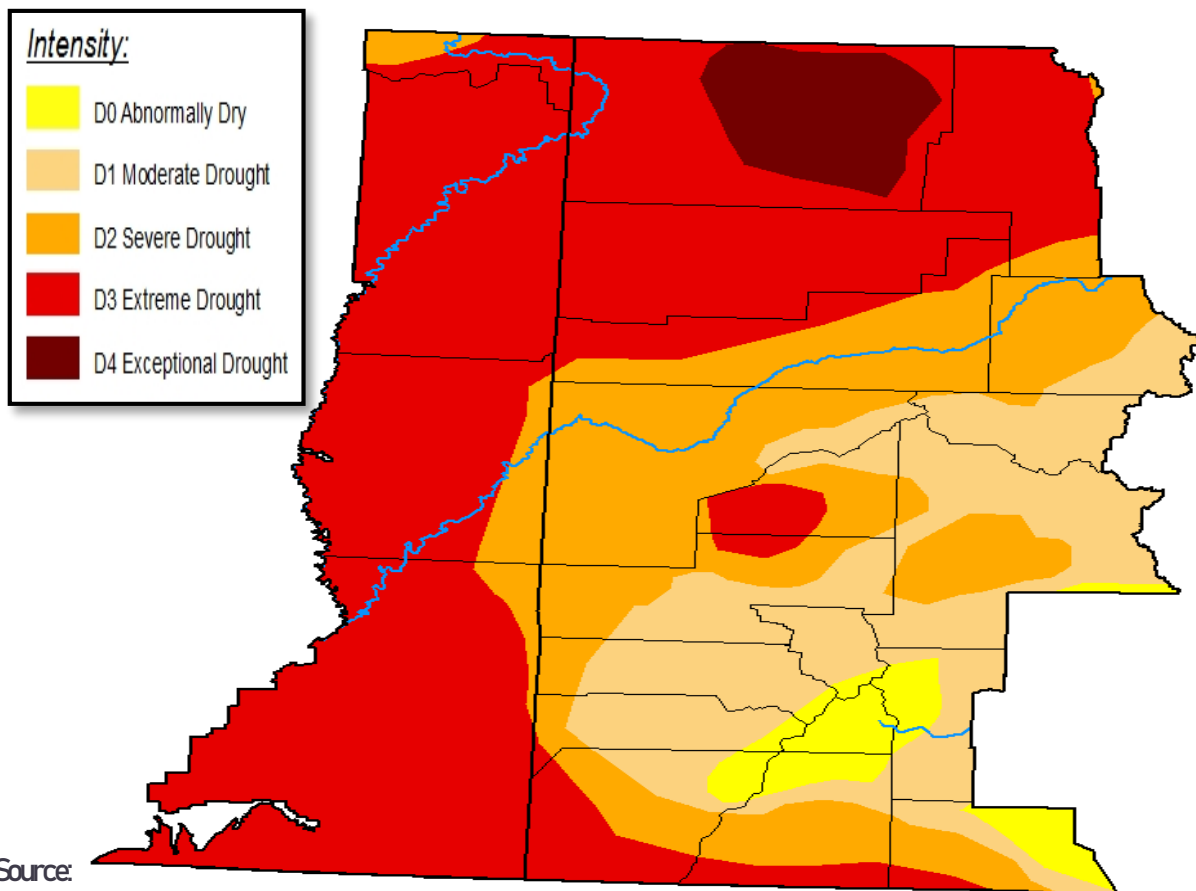 Intensity:
D0 Abnormally Dry
D1 Moderate Drought
D2 Severe Drought
D3 Extreme Drought
D4 Exceptional Drought
Source: